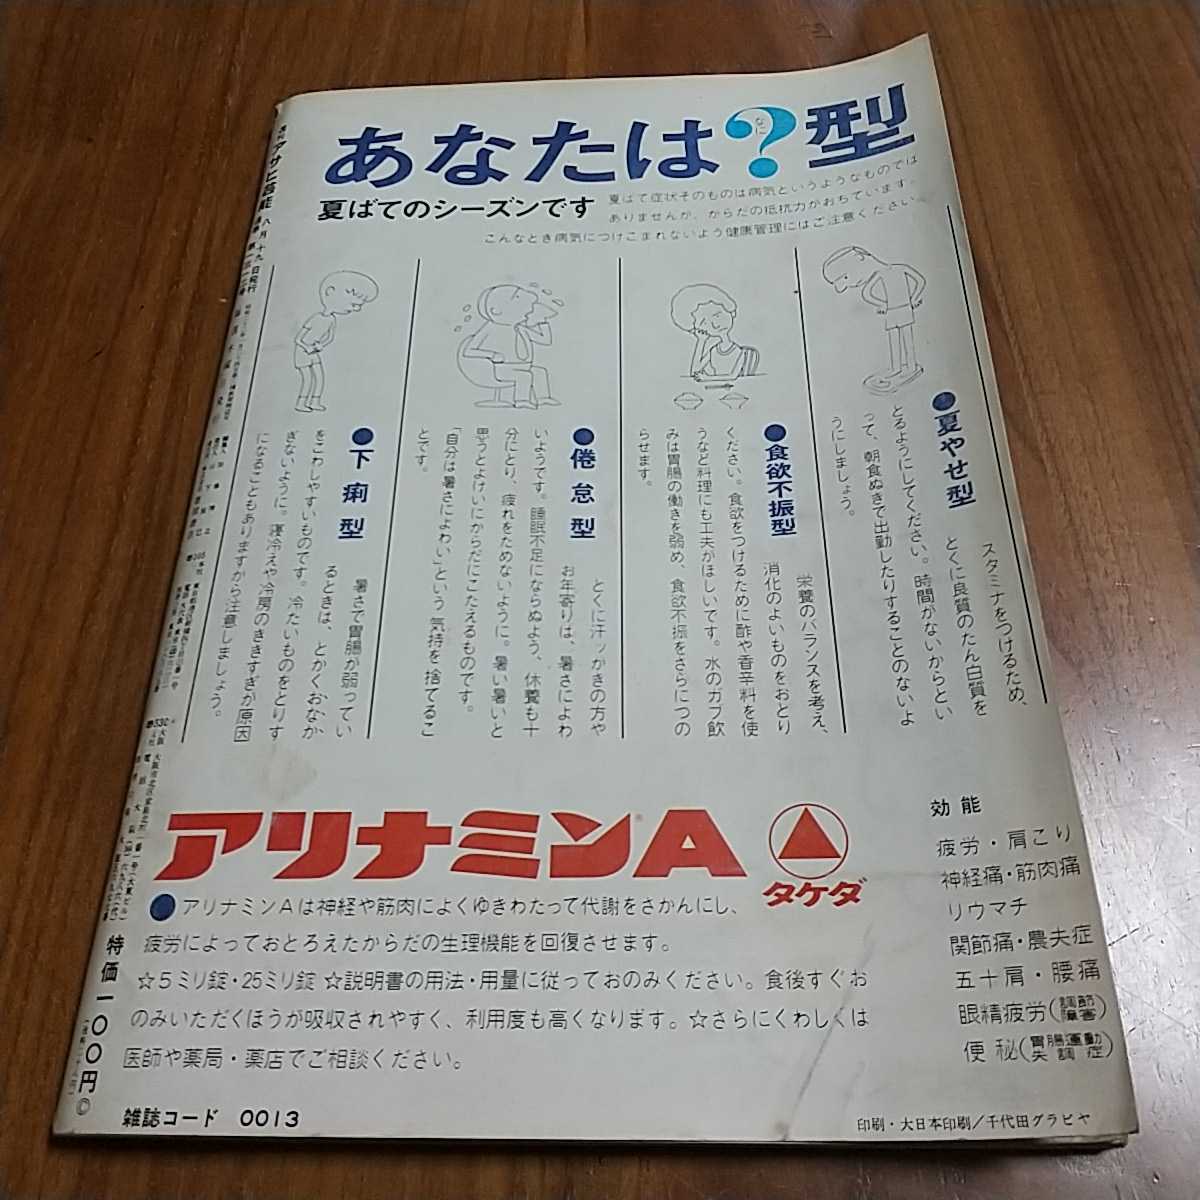 あなたは?型
なに
夏ばてのシーズンです
夏ばて症状そのものは病気というようなものでは
ありませんが、からだの抵抗力がおちています。
こんなとき病気につけこまれないよう健康管理にはご注意ください。
●夏やせ型
スタミナをつけるため、
とくに良質のたん白質を
とるようにしてください。時間がないからとい
って、朝食ぬきで出勤したりすることのないよ
うにしましょう。
●食欲不振型
栄養のバランスを考え、
消化のよいものをおとり
ください。食欲をつけるために酢や香辛料を使
うなど料理にも工夫がほしいです。水のガブ飲
みは胃腸の働きを弱め、食欲不振をさらにつの
らせます。
●倦怠型
とくに汗ッかきの方や
お年寄りは、暑さによわ
いようです。睡眠不足にならぬよう、休養も十
分にとり、疲れをためないように。暑い暑いと
思うとよけいにからだにこたえるものです。
「自分は暑さによわい」という気持を捨てるこ
とです。
●下痢型
暑さで胃腸が弱ってい
るときは、とかくおなか
をこわしやすいものです。冷たいものをとりす
ぎないように。寝冷えや冷房のききすぎが原因
になることもありますから注意しましょう。
アリナミンA
タケダ
●アリナミンAは神経や筋肉によくゆきわたって代謝をさかんにし、
疲労によっておとろえたからだの生理機能を回復させます。
☆5ミリ錠・25ミリ錠 ☆説明書の用法・用量に従っておのみください。食後すぐお
のみいただくほうが吸収されやすく、利用度も高くなります。☆さらにくわしくは
医師や薬局・薬店でご相談ください。
効能
疲労・肩こり
神経痛・筋肉痛
リウマチ
関節痛・農夫症
五十肩・腰痛
眼精疲労(調節障害)
便秘(胃腸運動失調症)
週刊アサヒ芸能
八月十九日発行
特価一〇〇円©
雑誌コード 0013
印刷・大日本印刷/千代田グラビヤ